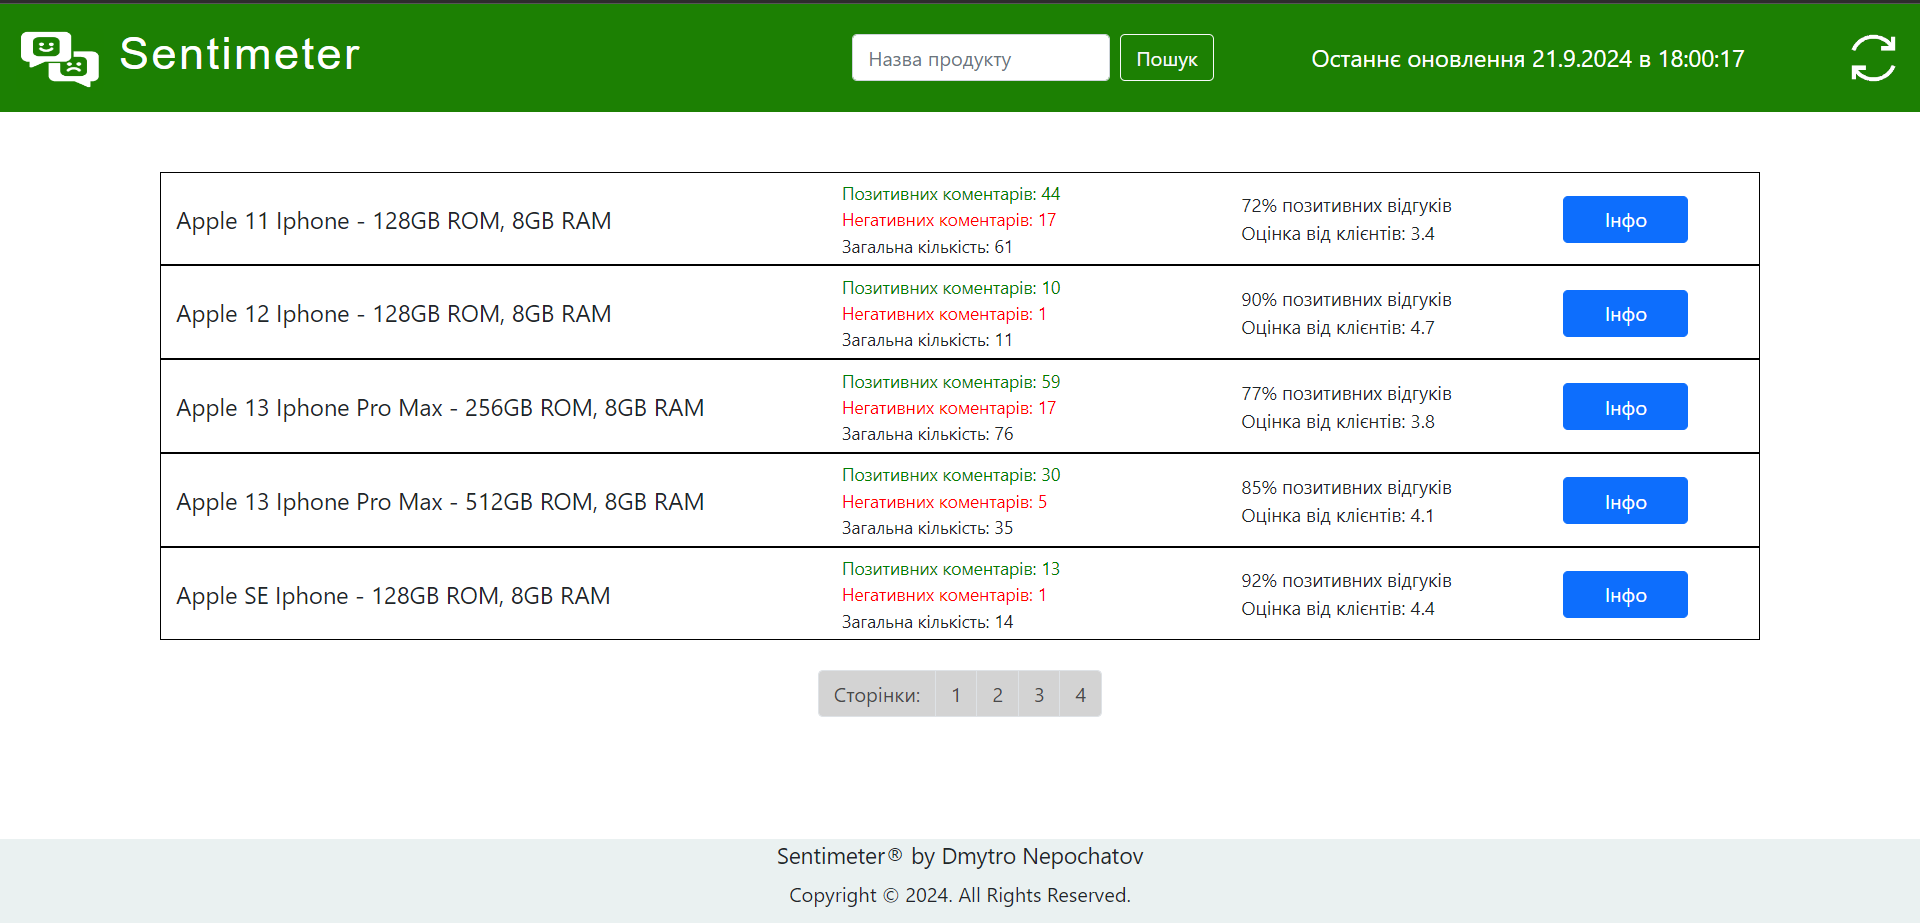 Sentimeter
Назва продукту
Пошук
Останнє оновлення 21.9.2024 в 18:00:17
Apple 11 Iphone - 128GB ROM, 8GB RAM
Позитивних коментарів: 44
Негативних коментарів: 17
Загальна кількість: 61
72% позитивних відгуків
Оцінка від клієнтів: 3.4
Інфо
Apple 12 Iphone - 128GB ROM, 8GB RAM
Позитивних коментарів: 10
Негативних коментарів: 1
Загальна кількість: 11
90% позитивних відгуків
Оцінка від клієнтів: 4.7
Інфо
Apple 13 Iphone Pro Max - 256GB ROM, 8GB RAM
Позитивних коментарів: 59
Негативних коментарів: 17
Загальна кількість: 76
77% позитивних відгуків
Оцінка від клієнтів: 3.8
Інфо
Apple 13 Iphone Pro Max - 512GB ROM, 8GB RAM
Позитивних коментарів: 30
Негативних коментарів: 5
Загальна кількість: 35
85% позитивних відгуків
Оцінка від клієнтів: 4.1
Інфо
Apple SE Iphone - 128GB ROM, 8GB RAM
Позитивних коментарів: 13
Негативних коментарів: 1
Загальна кількість: 14
92% позитивних відгуків
Оцінка від клієнтів: 4.4
Інфо
Сторінки: 1 2 3 4
Sentimeter® by Dmytro Nepochatov
Copyright © 2024. All Rights Reserved.